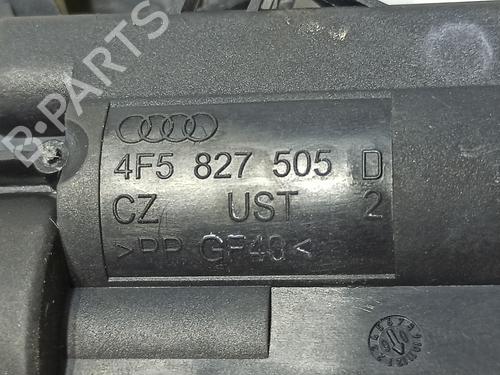 B-PARTS
4F5 827 505 D
CZ UST 2
>PP GF40<